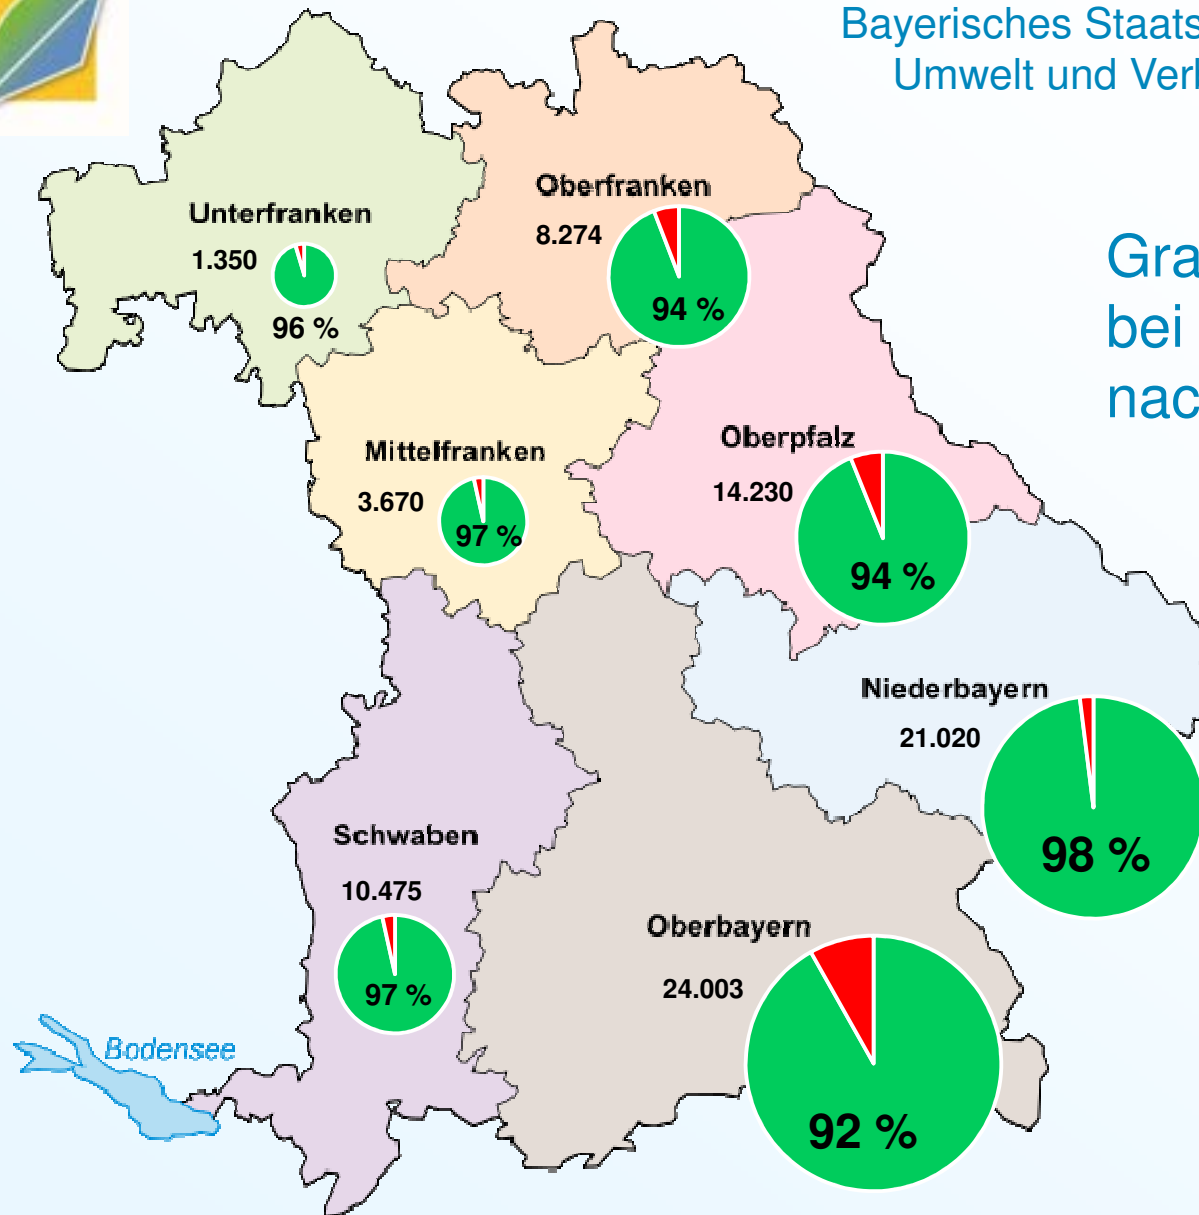 Bayerisches Staats
Umwelt und Verl
Gra
bei
nac
Unterfranken
1.350
96 %
Oberfranken
8.274
94 %
Mittelfranken
3.670
97 %
Oberpfalz
14.230
94 %
Niederbayern
21.020
98 %
Schwaben
10.475
97 %
Oberbayern
24.003
92 %
Bodensee